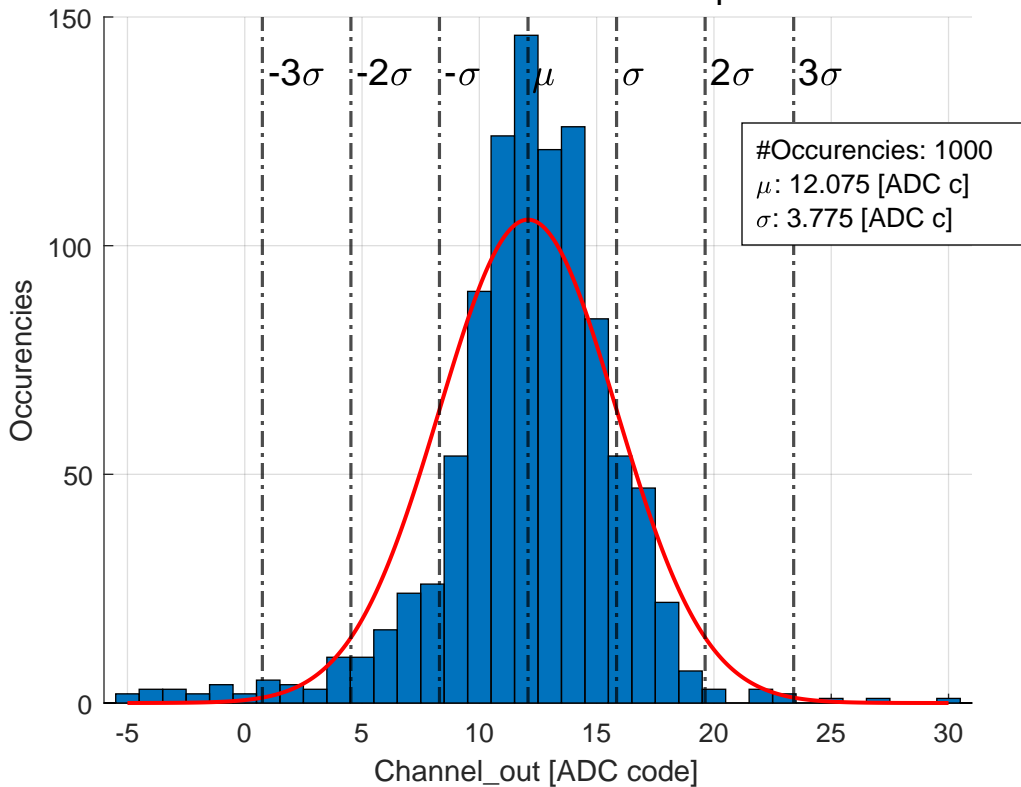 150
-3σ
-2σ
-σ
μ
σ
2σ
3σ
#Occurencies: 1000
μ: 12.075 [ADC c]
σ: 3.775 [ADC c]
100
Occurencies
50
0
-5
0
5
10
15
20
25
30
Channel_out [ADC code]